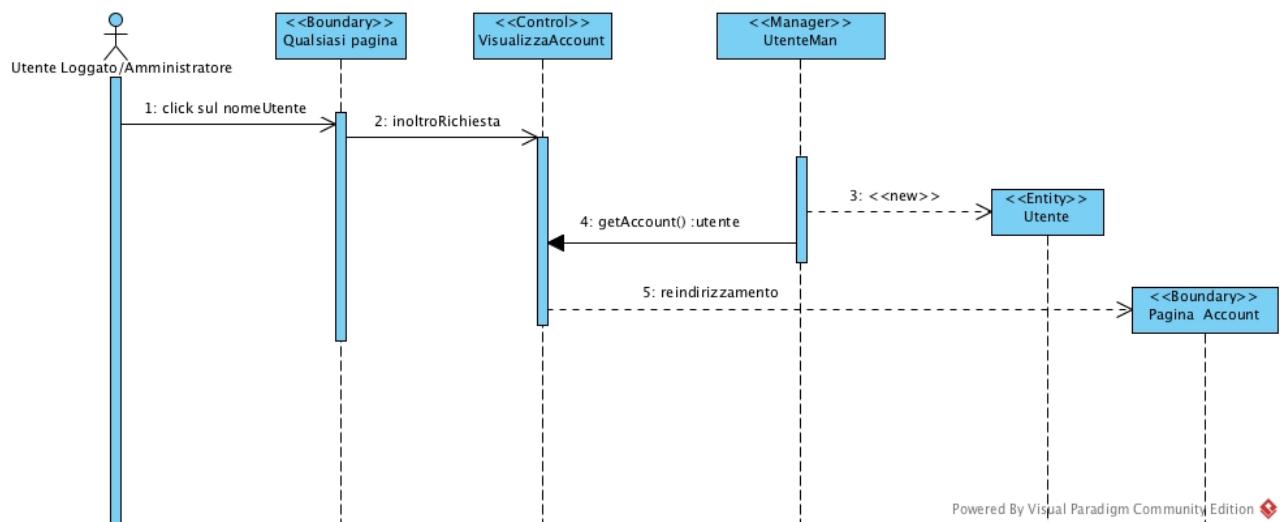 <<Boundary>>
Qualsiasi pagina
<<Control>>
VisualizzaAccount
<<Manager>>
UtenteMan
Utente Loggato/Amministratore
1: click sul nomeUtente
2: inoltroRichiesta
3: <<new>>
<<Entity>>
Utente
4: getAccount() :utente
5: reindirizzamento
<<Boundary>>
Pagina Account
Powered By Visual Paradigm Community Edition